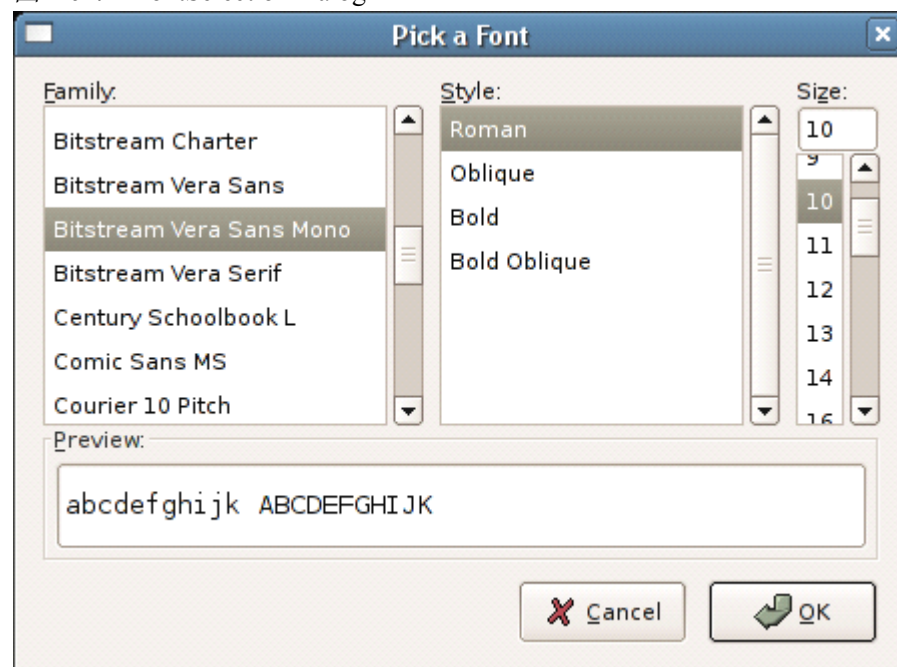 Pick a Font
Family:
Style:
Size:
Bitstream Charter
Bitstream Vera Sans
Bitstream Vera Sans Mono
Bitstream Vera Serif
Century Schoolbook L
Comic Sans MS
Courier 10 Pitch
Roman
Oblique
Bold
Bold Oblique
10
9
10
11
12
13
14
16
Preview:
abcdefghijk ABCDEFGHIJK
Cancel
OK